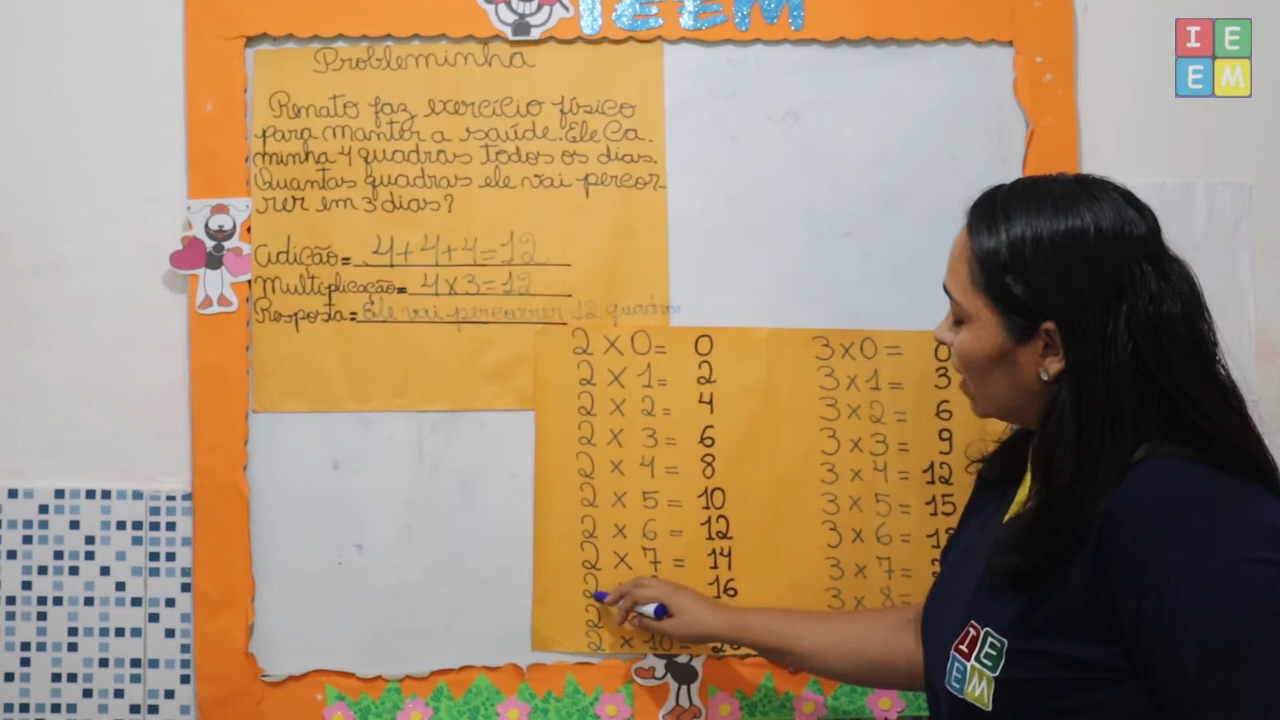 IEEM
I E
E M
Probleminha
Renato faz exercício físico
para manter a saúde. Ele Ca-
minha 4 quadras todos os dias.
Quantas quadras ele vai percor-
rer em 3 dias?
Adição= 4+4+4=12
Multiplicação= 4x3=12
Resposta= Ele vai percorrer 12 quadras
2 x 0= 0
2 x 1= 2
2 x 2= 4
2 x 3= 6
2 x 4= 8
2 x 5= 10
2 x 6= 12
2 x 7= 14
2 16
2
2 x 10=
3x0= 0
3x1= 3
3x2= 6
3x3= 9
3x4= 12
3x5= 15
3x6=
3x7=
3x8=
I E
E M